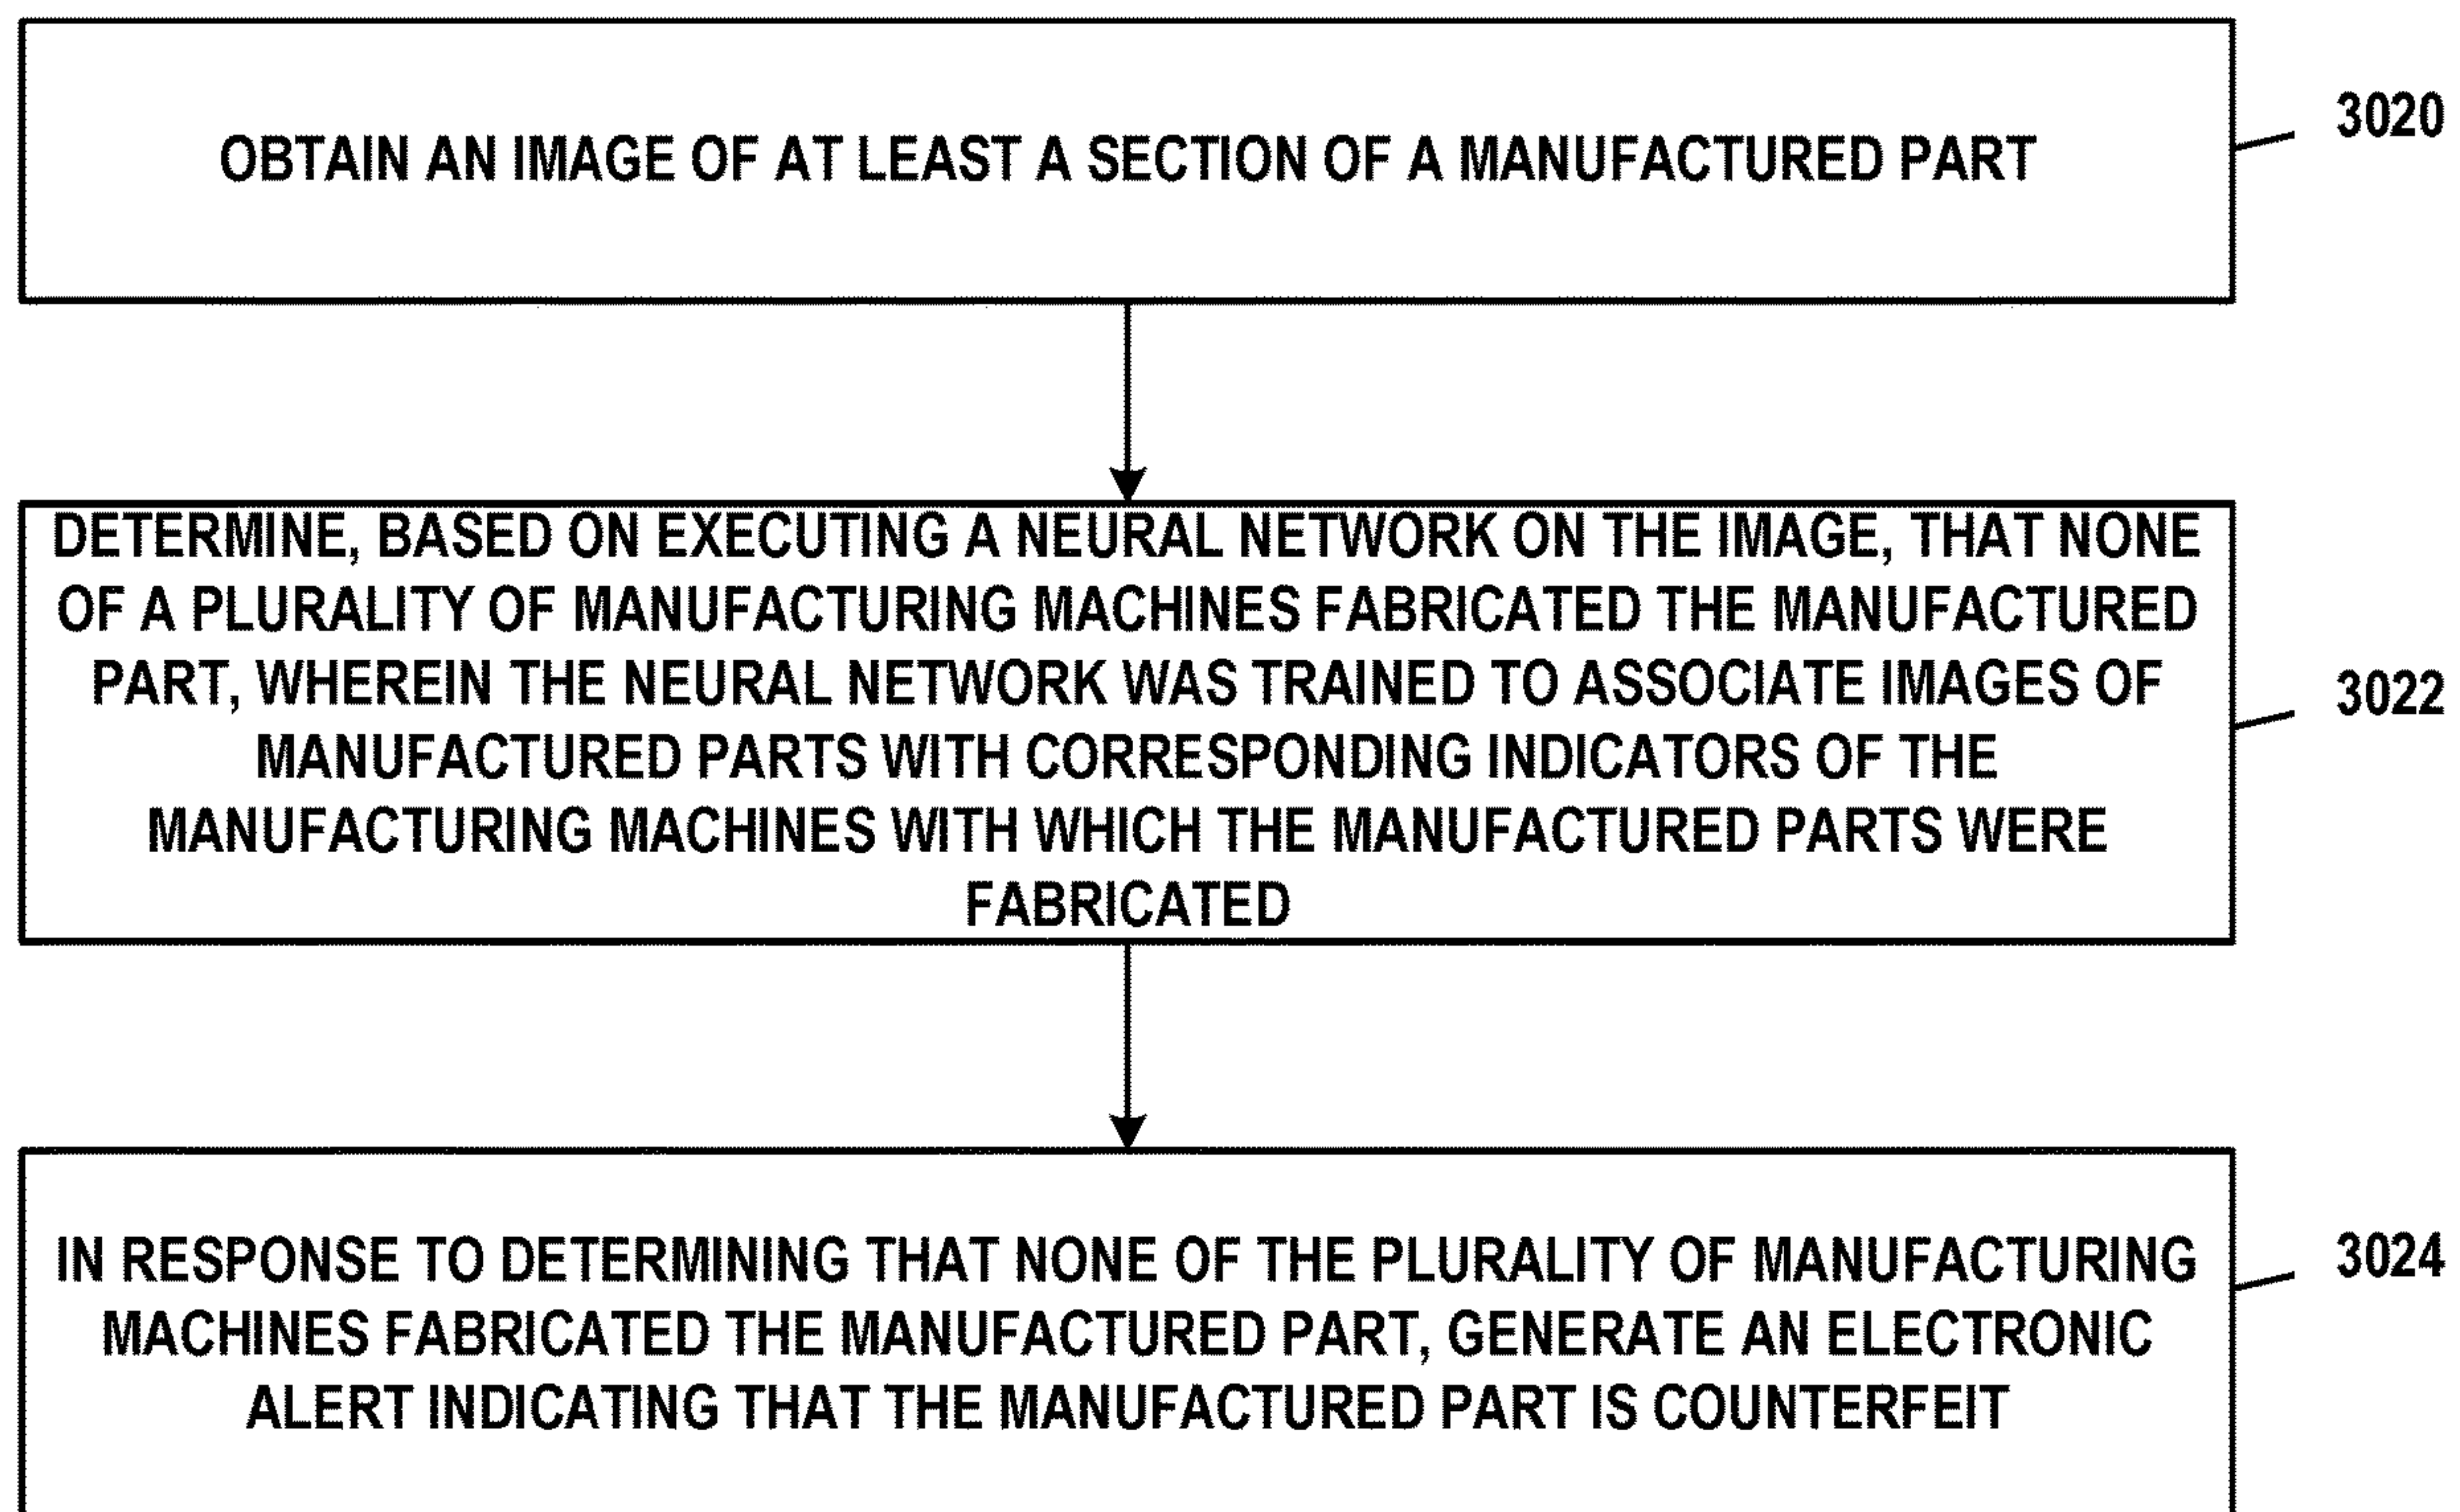 OBTAIN AN IMAGE OF AT LEAST A SECTION OF A MANUFACTURED PART
3020
DETERMINE, BASED ON EXECUTING A NEURAL NETWORK ON THE IMAGE, THAT NONE
OF A PLURALITY OF MANUFACTURING MACHINES FABRICATED THE MANUFACTURED
PART, WHEREIN THE NEURAL NETWORK WAS TRAINED TO ASSOCIATE IMAGES OF
MANUFACTURED PARTS WITH CORRESPONDING INDICATORS OF THE
MANUFACTURING MACHINES WITH WHICH THE MANUFACTURED PARTS WERE
FABRICATED
3022
IN RESPONSE TO DETERMINING THAT NONE OF THE PLURALITY OF MANUFACTURING
MACHINES FABRICATED THE MANUFACTURED PART, GENERATE AN ELECTRONIC
ALERT INDICATING THAT THE MANUFACTURED PART IS COUNTERFEIT
3024